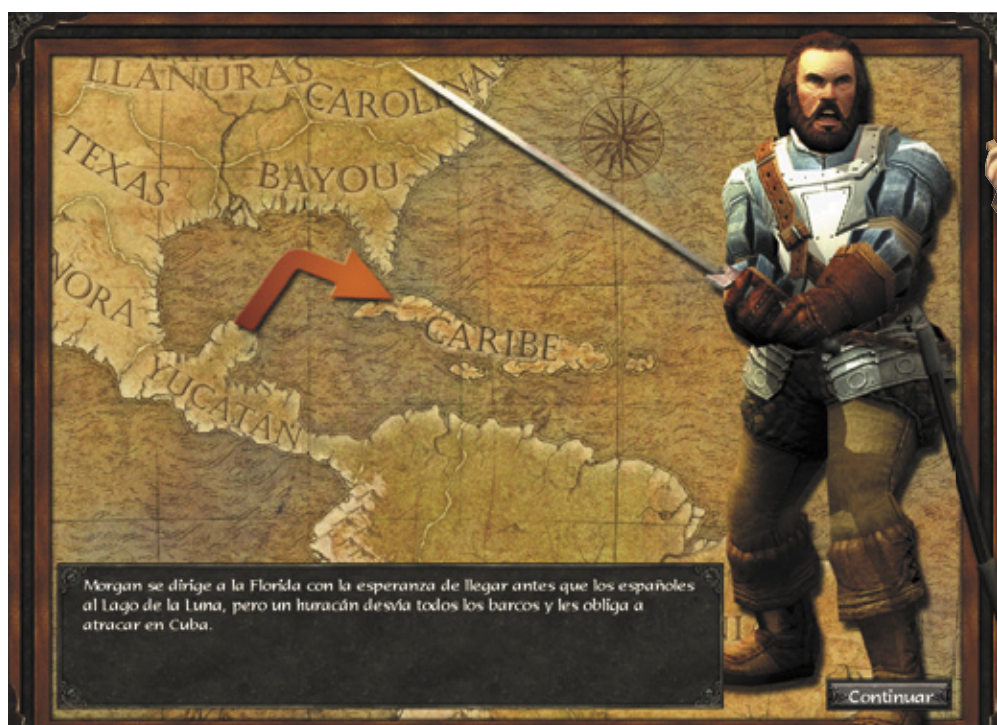 LLANURAS
CAROLINA
TEXAS
BAYOU
NORA
CARIBE
YUCATAN
Morgan se dirige a la Florida con la esperanza de llegar antes que los españoles
al Lago de la Luna, pero un huracán desvía todos los barcos y les obliga a
atracar en Cuba.
Continuar